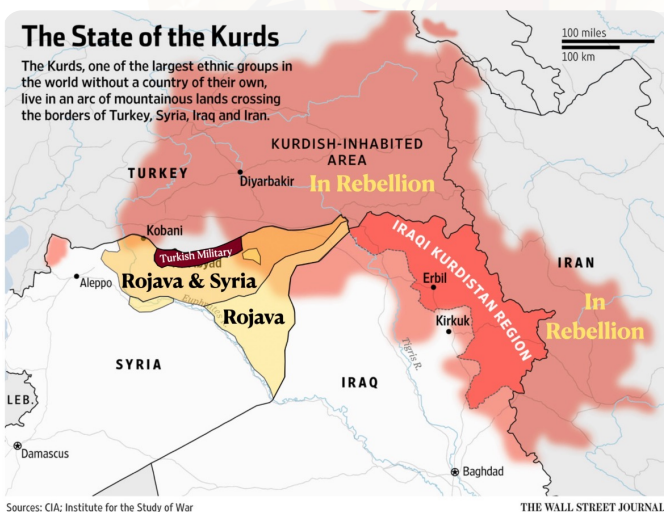 The State of the Kurds
The Kurds, one of the largest ethnic groups in
the world without a country of their own,
live in an arc of mountainous lands crossing
the borders of Turkey, Syria, Iraq and Iran.
100 miles
100 km
KURDISH-INHABITED
AREA
TURKEY
Diyarbakir
In Rebellion
Kobani
Turkish Military
IRAQI KURDISTAN REGION
IRAN
Aleppo
Rojava & Syria
Erbil
In
Rebellion
Euphrates
Rojava
Kirkuk
Tigris R.
SYRIA
IRAQ
LEB.
Damascus
Baghdad
Sources: CIA; Institute for the Study of War
THE WALL STREET JOURNAL